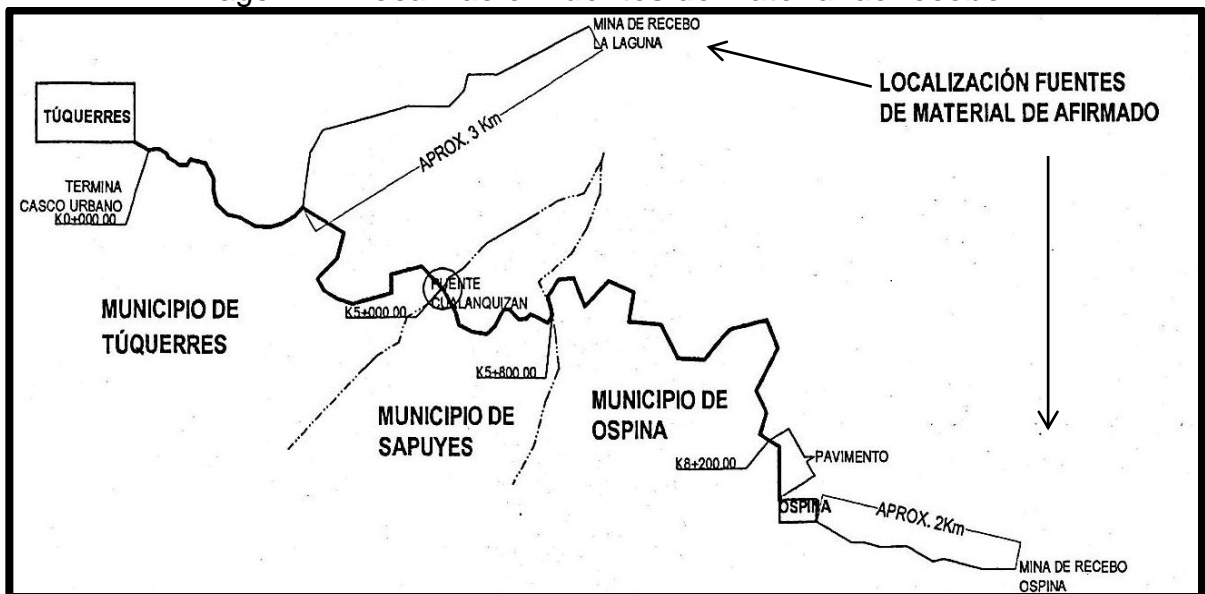 MINA DE RECEBO
LA LAGUNA
LOCALIZACIÓN FUENTES
DE MATERIAL DE AFIRMADO
TÚQUERRES
APROX. 3 Km
TERMINA
CASCO URBANO
K0+000.00
PUENTE
CUALANQUIZAN
K5+000.00
MUNICIPIO DE
TÚQUERRES
K5+800.00
MUNICIPIO DE
SAPUYES
MUNICIPIO DE
OSPINA
K8+200.00
PAVIMENTO
OSPINA
APROX. 2Km
MINA DE RECEBO
OSPINA